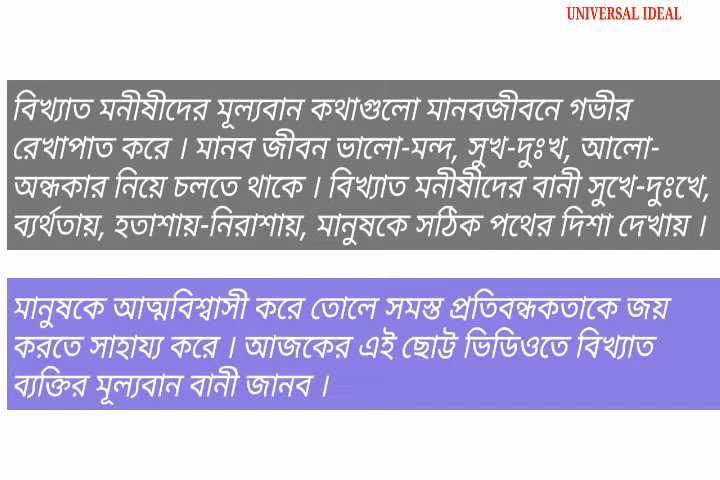 UNIVERSAL IDEAL
বিখ্যাত মনীষীদের মূল্যবান কথাগুলো মানবজীবনে গভীর
রেখাপাত করে । মানব জীবন ভালো-মন্দ, সুখ-দুঃখ, আলো-
অন্ধকার নিয়ে চলতে থাকে । বিখ্যাত মনীষীদের বানী সুখে-দুঃখে,
ব্যর্থতায়, হতাশায়-নিরাশায়, মানুষকে সঠিক পথের দিশা দেখায় ।
মানুষকে আত্মবিশ্বাসী করে তোলে সমস্ত প্রতিবন্ধকতাকে জয়
করতে সাহায্য করে । আজকের এই ছোট্ট ভিডিওতে বিখ্যাত
ব্যক্তির মূল্যবান বানী জানব ।